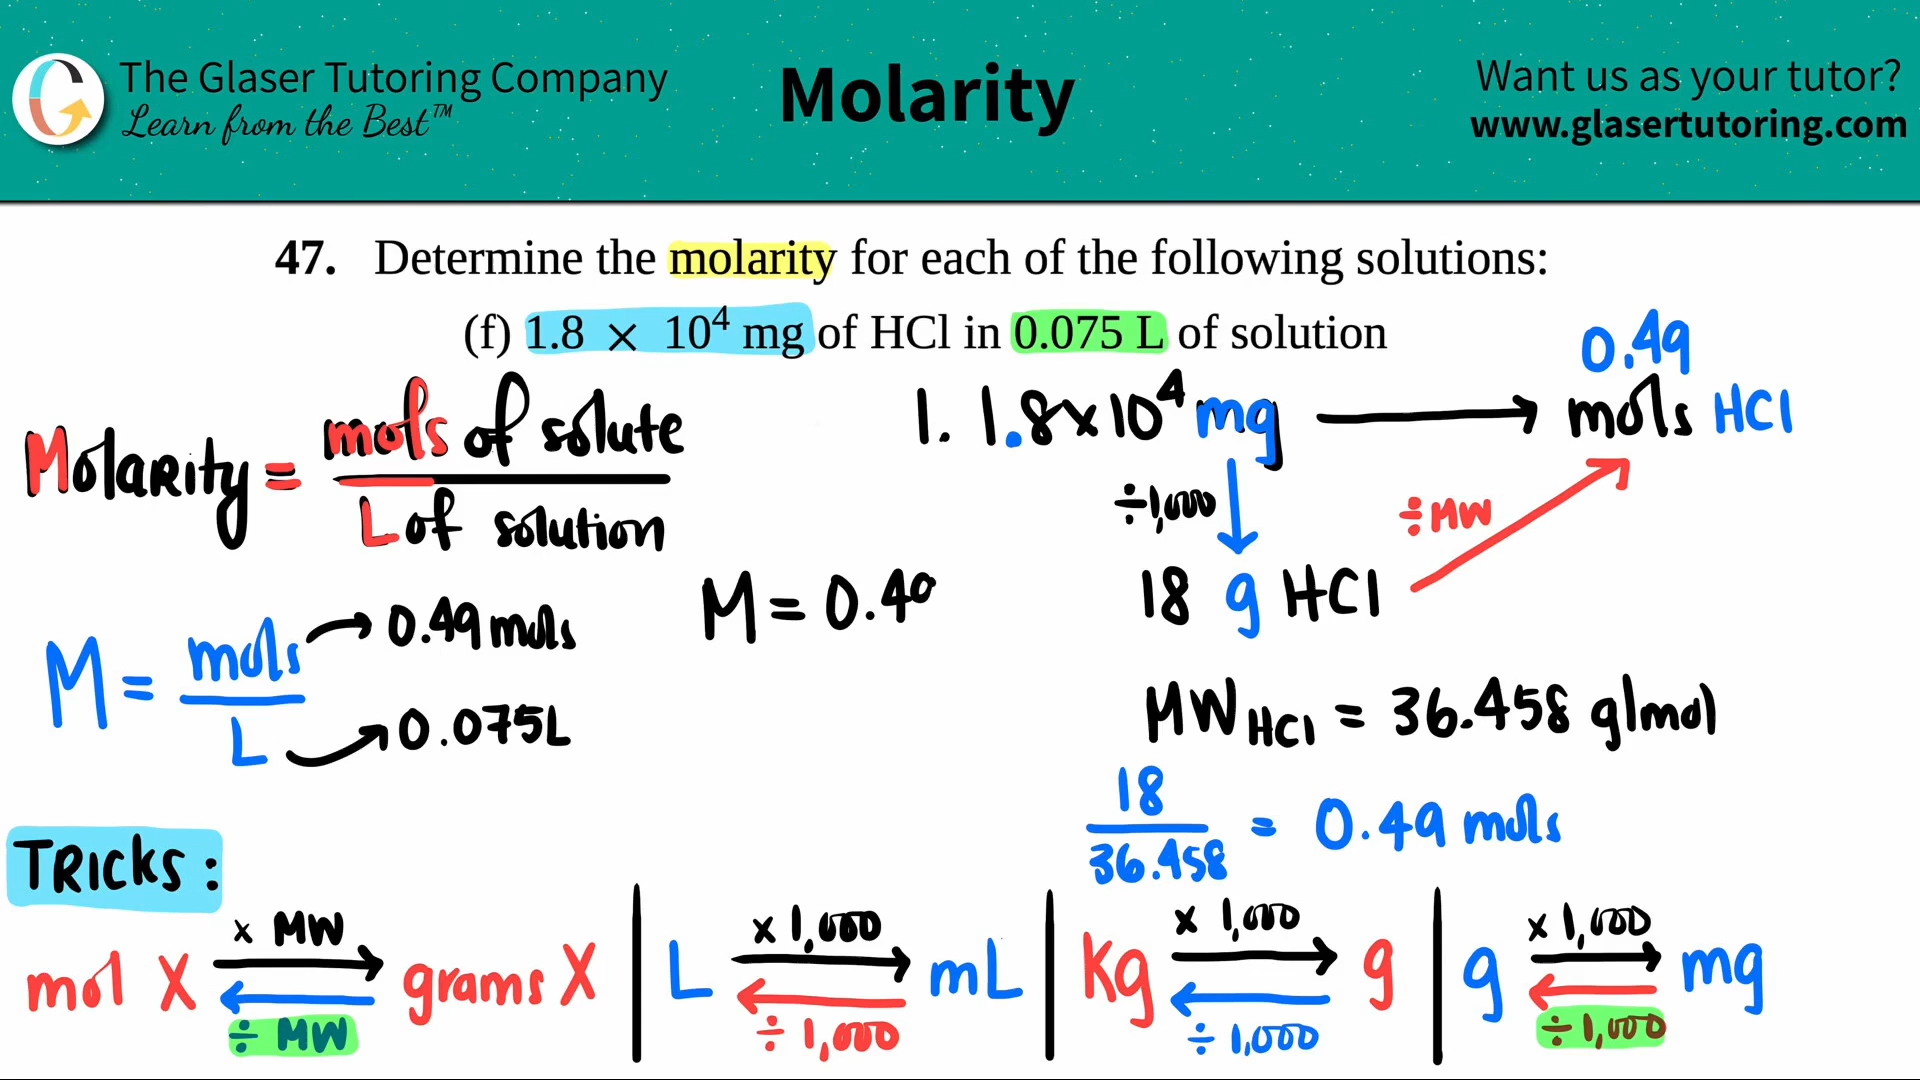 The Glaser Tutoring Company
Learn from the Best™
Molarity
Want us as your tutor?
www.glasertutoring.com
47. Determine the molarity for each of the following solutions:
(f) 1.8 × 10⁴ mg of HCl in 0.075 L of solution
0.49
Molarity = mols of solute
L of solution
1. 1.8×10⁴ mg → mols HCl
÷1,000
÷MW
18 g HCl
M = mols → 0.49 mols
L → 0.075L
M = 0.49
MW HCl = 36.458 g/mol
18
36.458 = 0.49 mols
TRICKS:
mol X × MW → grams X
← ÷ MW
L × 1,000 → mL
← ÷ 1,000
Kg × 1,000 → g
← ÷ 1,000
g × 1,000 → mg
← ÷ 1,000